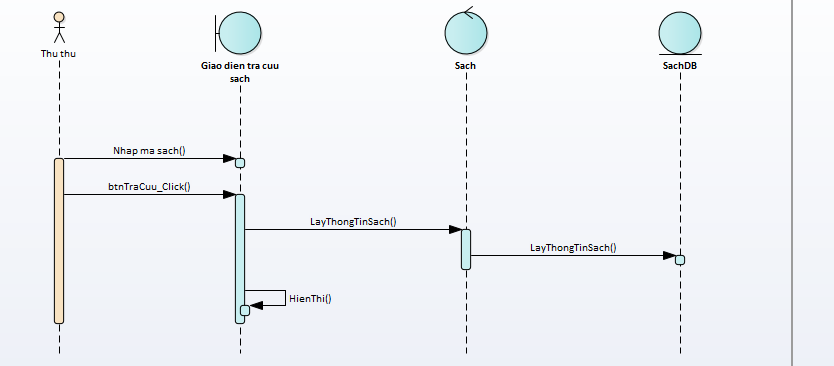 Thu thu
Giao dien tra cuu
sach
Sach
SachDB
Nhap ma sach()
btnTraCuu_Click()
LayThongTinSach()
LayThongTinSach()
HienThi()